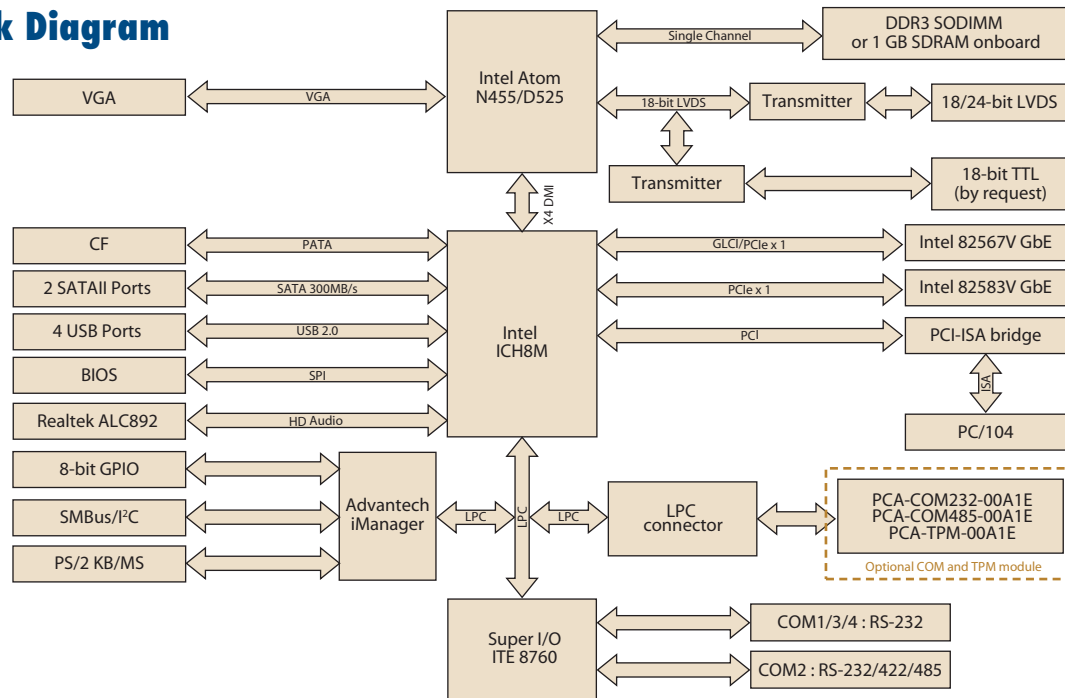 k Diagram
DDR3 SODIMM
or 1 GB SDRAM onboard
Single Channel
Intel Atom
N455/D525
VGA
VGA
18-bit LVDS
Transmitter
18/24-bit LVDS
Transmitter
18-bit TTL
(by request)
X4 DMI
CF
PATA
GLCI/PCIe x 1
Intel 82567V GbE
2 SATAII Ports
SATA 300MB/s
PCIe x 1
Intel 82583V GbE
4 USB Ports
USB 2.0
Intel
ICH8M
PCI
PCI-ISA bridge
BIOS
SPI
ISA
Realtek ALC892
HD Audio
PC/104
8-bit GPIO
SMBus/I²C
PS/2 KB/MS
Advantech
iManager
LPC
LPC
LPC
LPC
connector
PCA-COM232-00A1E
PCA-COM485-00A1E
PCA-TPM-00A1E
Optional COM and TPM module
Super I/O
ITE 8760
COM1/3/4 : RS-232
COM2 : RS-232/422/485